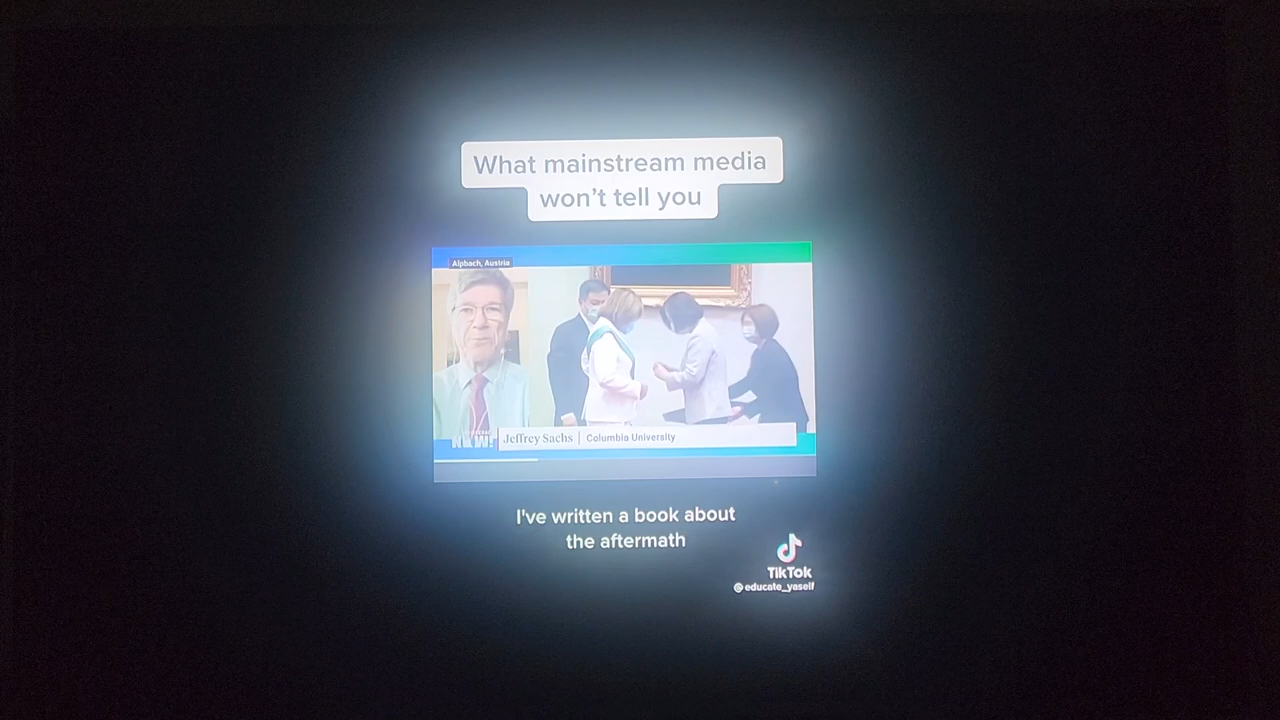 What mainstream media
won't tell you
Alpbach, Austria
NOW!
Jeffrey Sachs | Columbia University
I've written a book about
the aftermath
TikTok
@educate_yaself